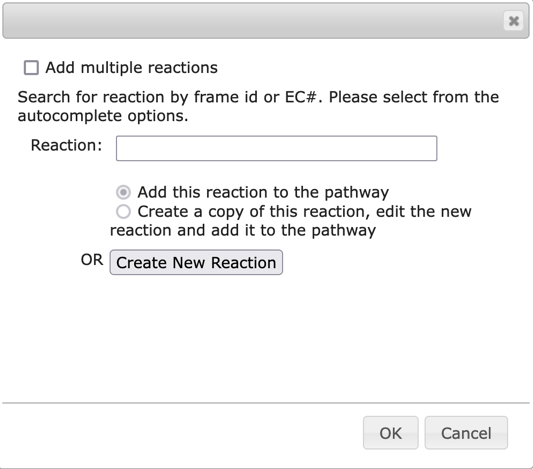 Add multiple reactions
Search for reaction by frame id or EC#. Please select from the
autocomplete options.
Reaction:
Add this reaction to the pathway
Create a copy of this reaction, edit the new
reaction and add it to the pathway
OR Create New Reaction
OK Cancel